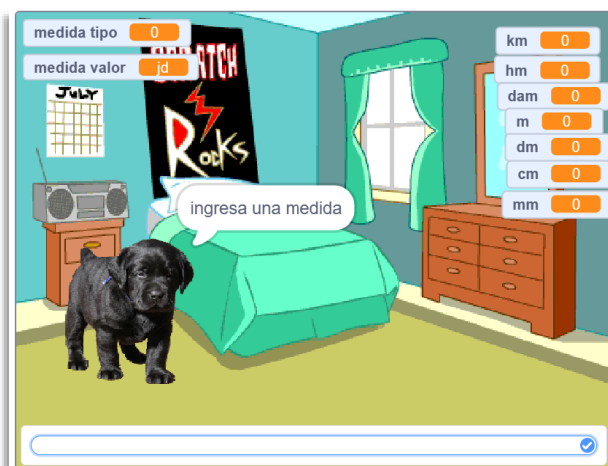 medida tipo 0
medida valor jd
km 0
hm 0
dam 0
m 0
dm 0
cm 0
mm 0
SCRATCH
Rocks
JULY
ingresa una medida